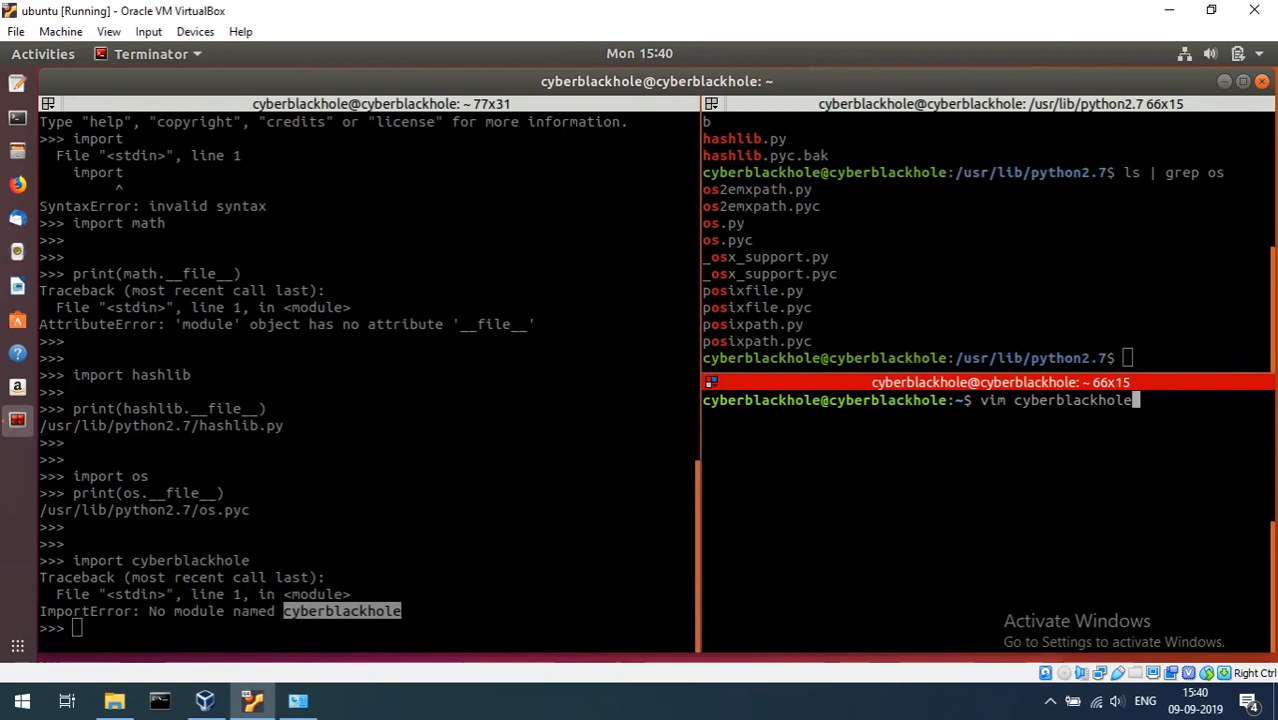 ubuntu [Running] - Oracle VM VirtualBox
File Machine View Input Devices Help
Activities Terminator Mon 15:40
cyberblackhole@cyberblackhole: ~
cyberblackhole@cyberblackhole: ~ 77x31
Type "help", "copyright", "credits" or "license" for more information.
>>> import
File "<stdin>", line 1
import
^
SyntaxError: invalid syntax
>>> import math
>>>
>>>
>>> print(math.__file__)
Traceback (most recent call last):
File "<stdin>", line 1, in <module>
AttributeError: 'module' object has no attribute '__file__'
>>>
>>>
>>> import hashlib
>>>
>>> print(hashlib.__file__)
/usr/lib/python2.7/hashlib.py
>>>
>>>
>>> import os
>>> print(os.__file__)
/usr/lib/python2.7/os.pyc
>>>
>>>
>>> import cyberblackhole
Traceback (most recent call last):
File "<stdin>", line 1, in <module>
ImportError: No module named cyberblackhole
>>>
cyberblackhole@cyberblackhole: /usr/lib/python2.7 66x15
b
hashlib.py
hashlib.pyc.bak
cyberblackhole@cyberblackhole:/usr/lib/python2.7$ ls | grep os
os2emxpath.py
os2emxpath.pyc
os.py
os.pyc
_osx_support.py
_osx_support.pyc
posixfile.py
posixfile.pyc
posixpath.py
posixpath.pyc
cyberblackhole@cyberblackhole:/usr/lib/python2.7$
cyberblackhole@cyberblackhole: ~ 66x15
cyberblackhole@cyberblackhole:~$ vim cyberblackhole
Activate Windows
Go to Settings to activate Windows.
Right Ctrl
ENG
15:40
09-09-2019
4